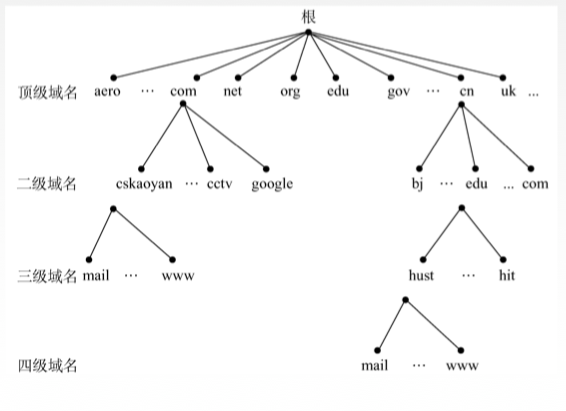 根
顶级域名 aero ··· com net org edu gov ··· cn uk ...
二级域名 cskaoyan ··· cctv google bj ··· edu ... com
三级域名 mail ··· www hust ··· hit
四级域名 mail ··· www